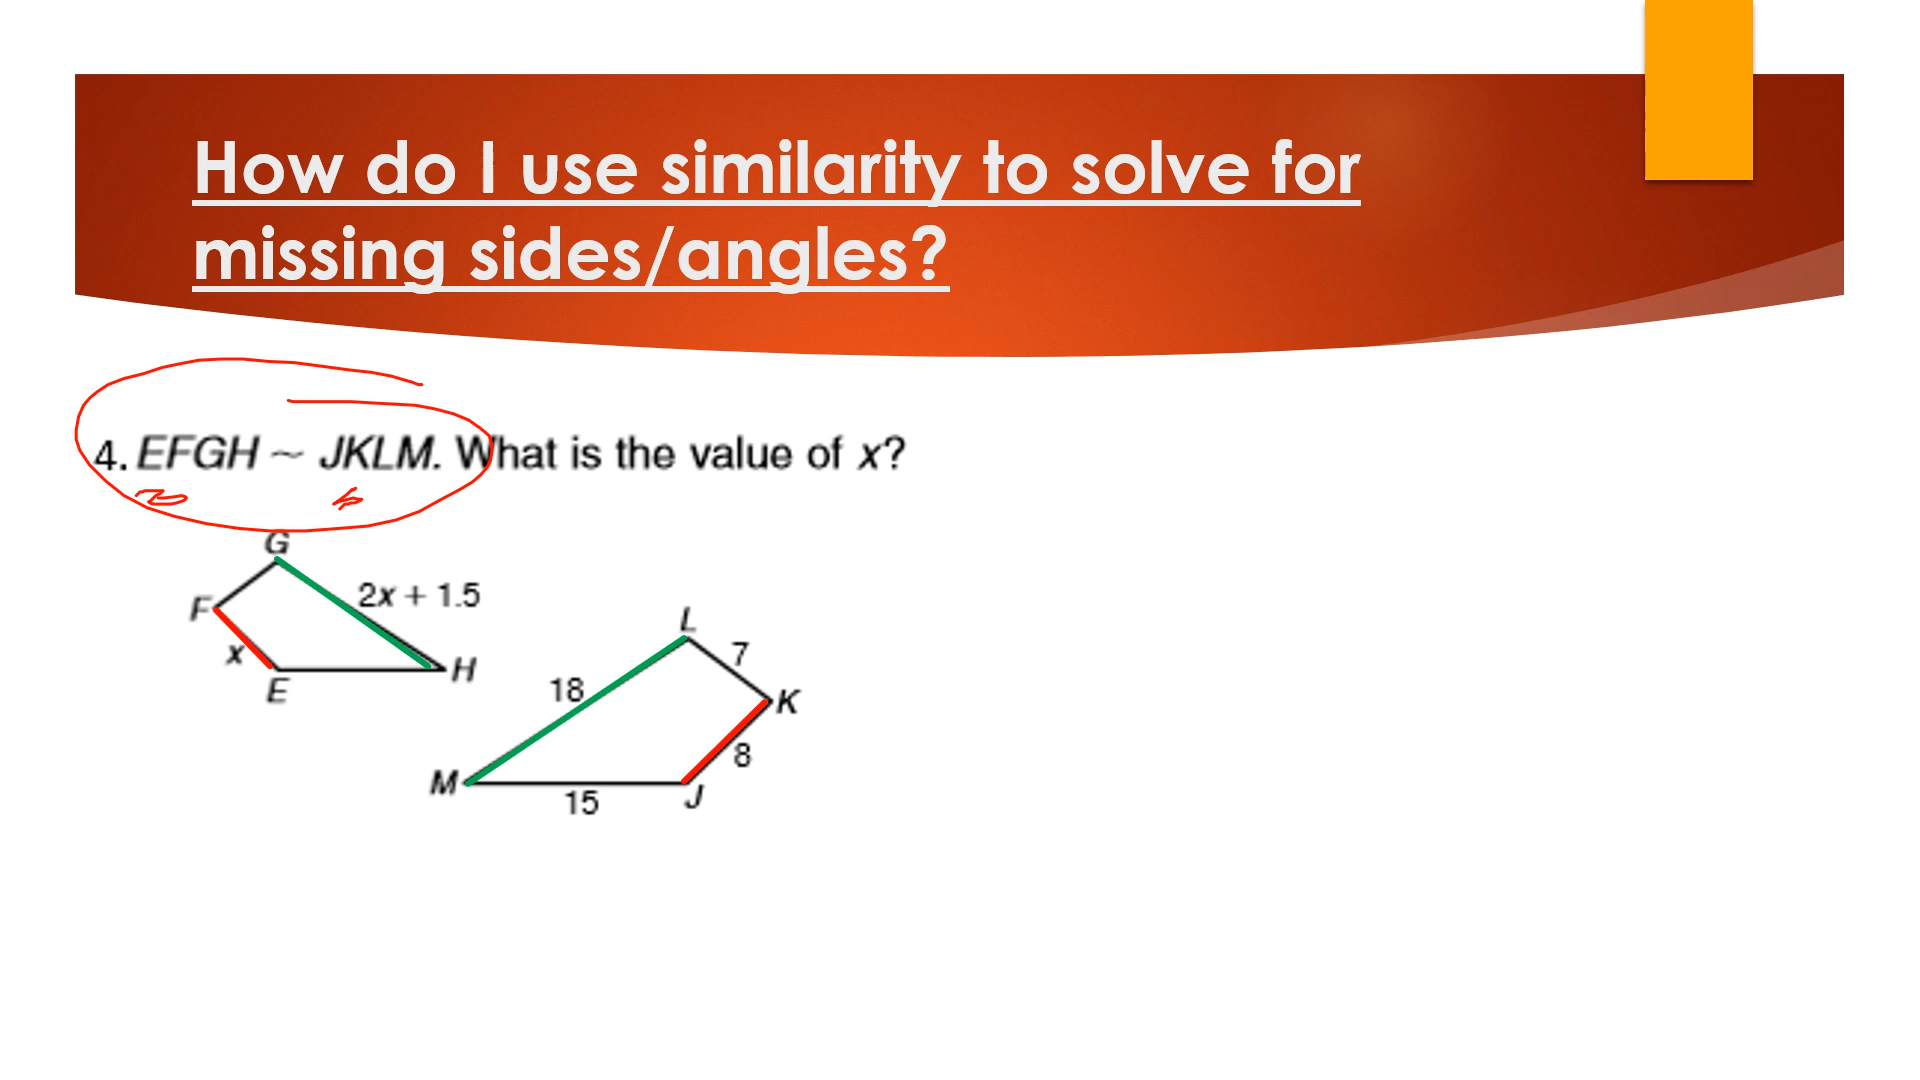 How do I use similarity to solve for
missing sides/angles?
4. EFGH ~ JKLM. What is the value of x?
G
2x + 1.5
F
x
H
E
L
7
18
K
8
M
15
J